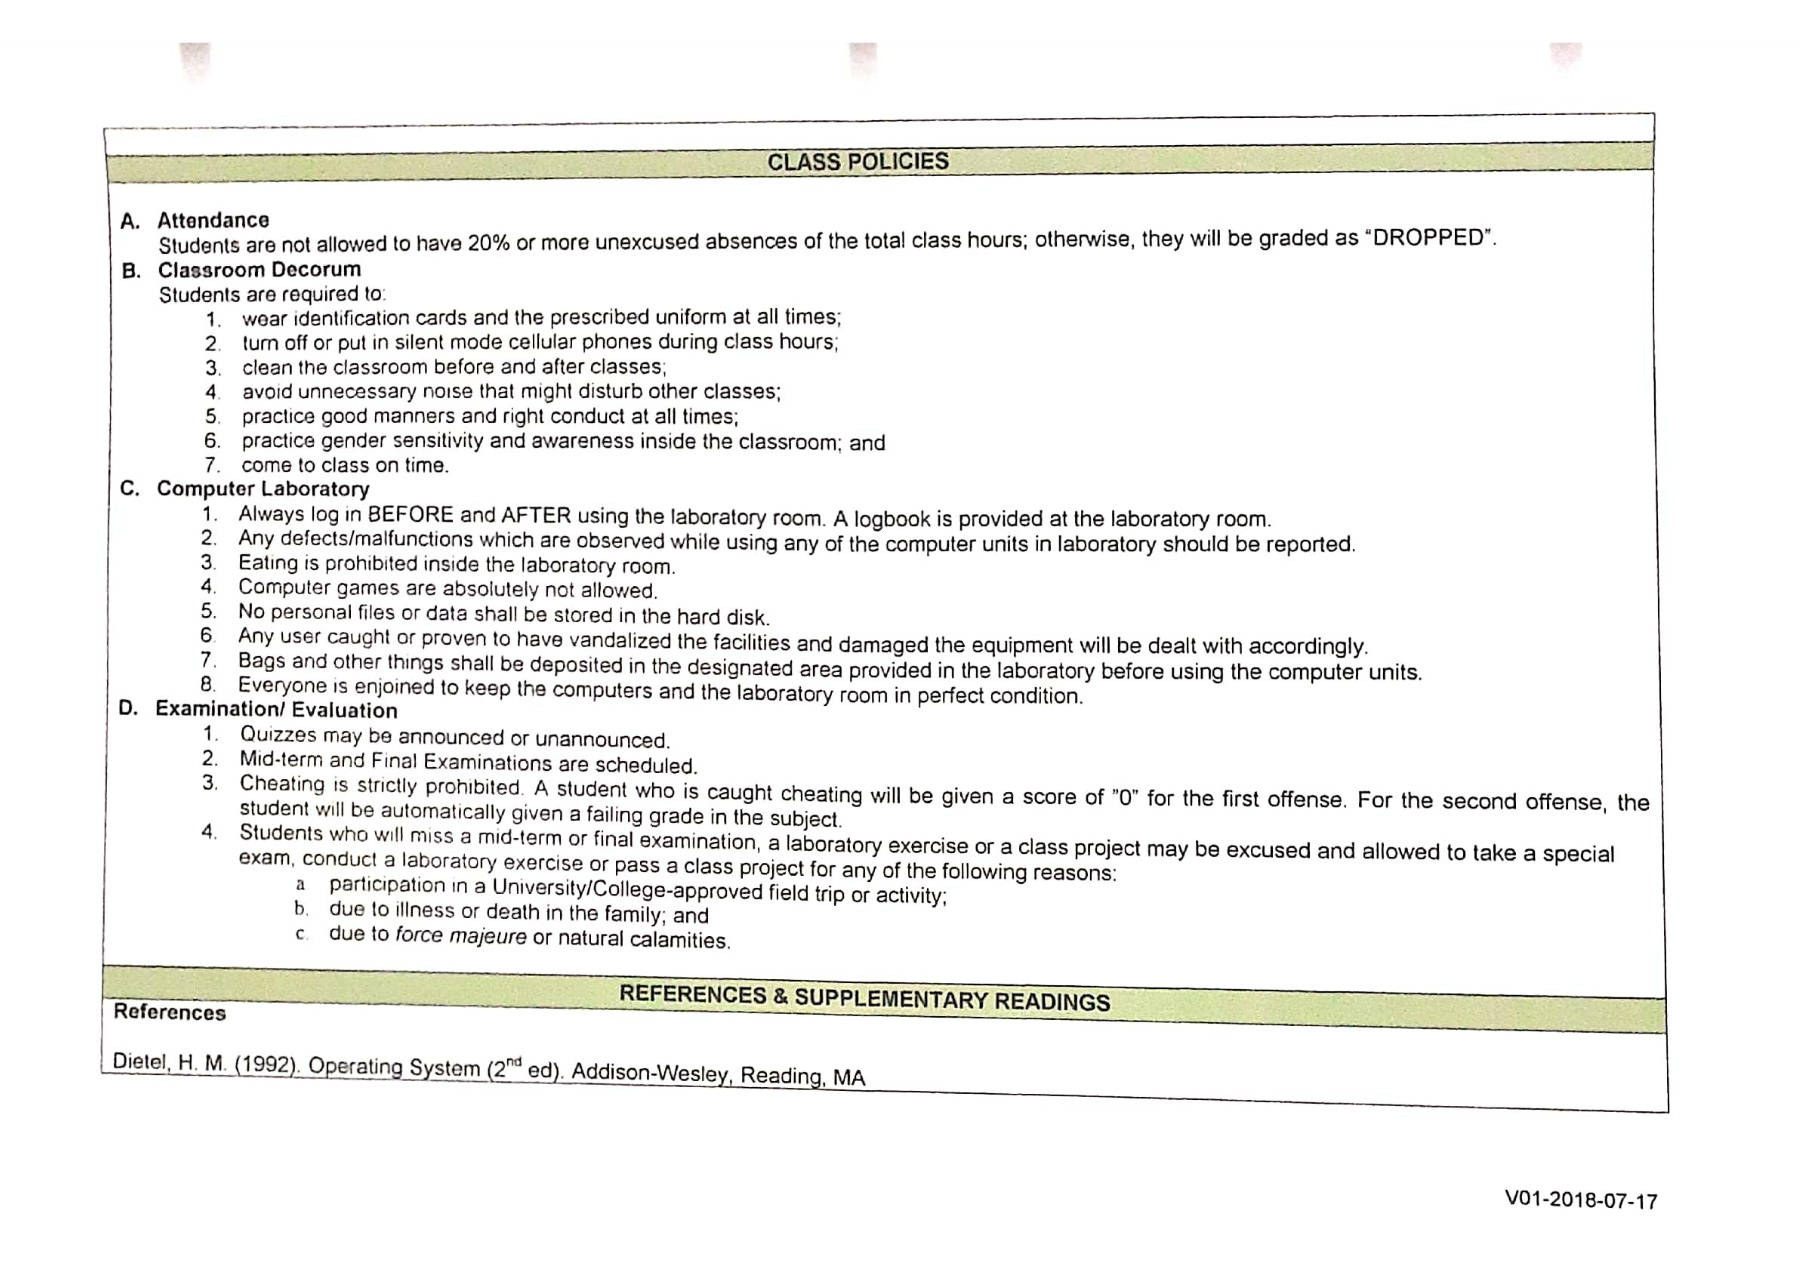 CLASS POLICIES
A. Attendance
Students are not allowed to have 20% or more unexcused absences of the total class hours; otherwise, they will be graded as “DROPPED”.
B. Classroom Decorum
Students are required to:
1. wear identification cards and the prescribed uniform at all times;
2. turn off or put in silent mode cellular phones during class hours;
3. clean the classroom before and after classes;
4. avoid unnecessary noise that might disturb other classes;
5. practice good manners and right conduct at all times;
6. practice gender sensitivity and awareness inside the classroom; and
7. come to class on time.
C. Computer Laboratory
1. Always log in BEFORE and AFTER using the laboratory room. A logbook is provided at the laboratory room.
2. Any defects/malfunctions which are observed while using any of the computer units in laboratory should be reported.
3. Eating is prohibited inside the laboratory room.
4. Computer games are absolutely not allowed.
5. No personal files or data shall be stored in the hard disk.
6. Any user caught or proven to have vandalized the facilities and damaged the equipment will be dealt with accordingly.
7. Bags and other things shall be deposited in the designated area provided in the laboratory before using the computer units.
8. Everyone is enjoined to keep the computers and the laboratory room in perfect condition.
D. Examination/ Evaluation
1. Quizzes may be announced or unannounced.
2. Mid-term and Final Examinations are scheduled.
3. Cheating is strictly prohibited. A student who is caught cheating will be given a score of "0" for the first offense. For the second offense, the
student will be automatically given a failing grade in the subject.
4. Students who will miss a mid-term or final examination, a laboratory exercise or a class project may be excused and allowed to take a special
exam, conduct a laboratory exercise or pass a class project for any of the following reasons:
a participation in a University/College-approved field trip or activity;
b. due to illness or death in the family; and
c. due to force majeure or natural calamities.
REFERENCES & SUPPLEMENTARY READINGS
References
Dietel, H. M. (1992). Operating System (2nd ed). Addison-Wesley, Reading, MA
V01-2018-07-17